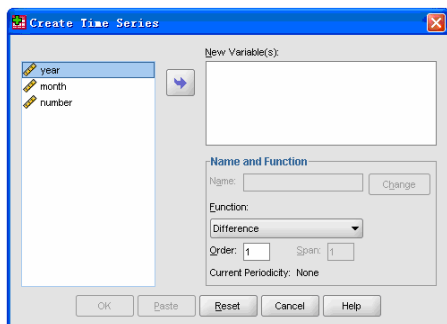 Create Time Series
New Variable(s):
year
month
number
Name and Function
Name:
Change
Function:
Difference
Order: 1 Span: 1
Current Periodicity: None
OK Paste Reset Cancel Help